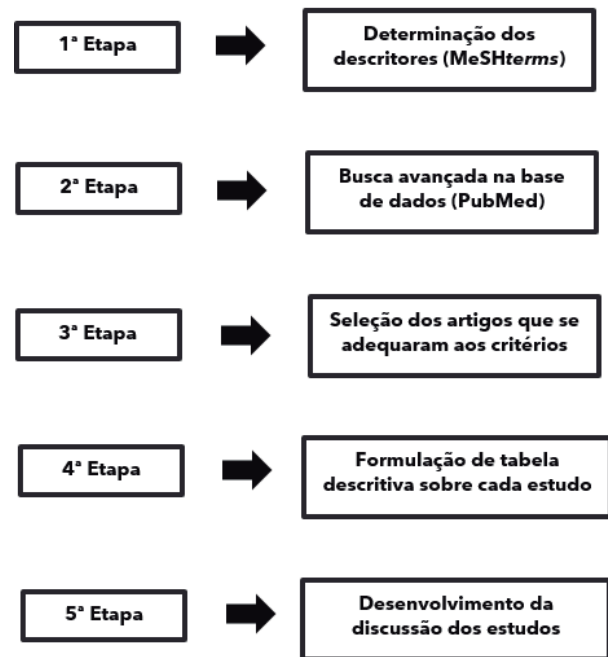 1ª Etapa
Determinação dos
descritores (MeSHterms)
2ª Etapa
Busca avançada na base
de dados (PubMed)
3ª Etapa
Seleção dos artigos que se
adequaram aos critérios
4ª Etapa
Formulação de tabela
descritiva sobre cada estudo
5ª Etapa
Desenvolvimento da
discussão dos estudos